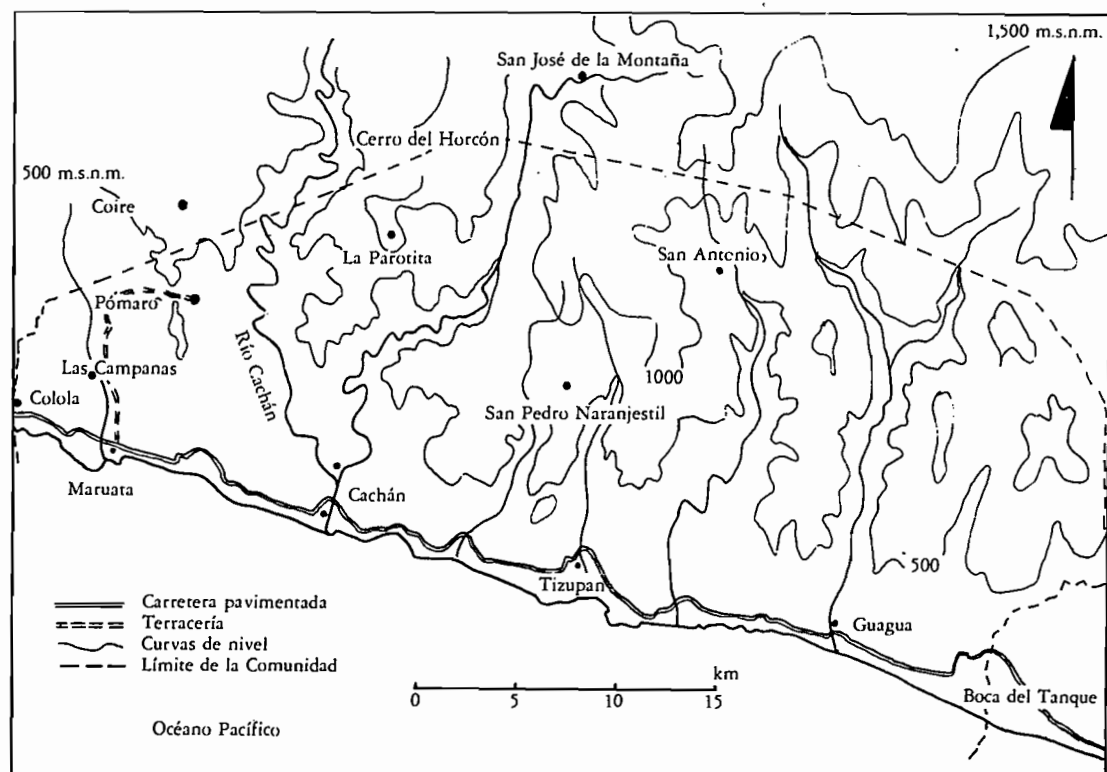 1,500 m.s.n.m.
San José de la Montaña
Cerro del Horcón
500 m.s.n.m.
Coire
La Parotita
San Antonio
Pómaro
Río Cachán
Las Campanas
1000
Colola
San Pedro Naranjestil
Maruata
Cachán
500
Tizupan
Carretera pavimentada
Terracería
Guagua
Curvas de nivel
Límite de la Comunidad
km
0 5 10 15
Boca del Tanque
Océano Pacífico